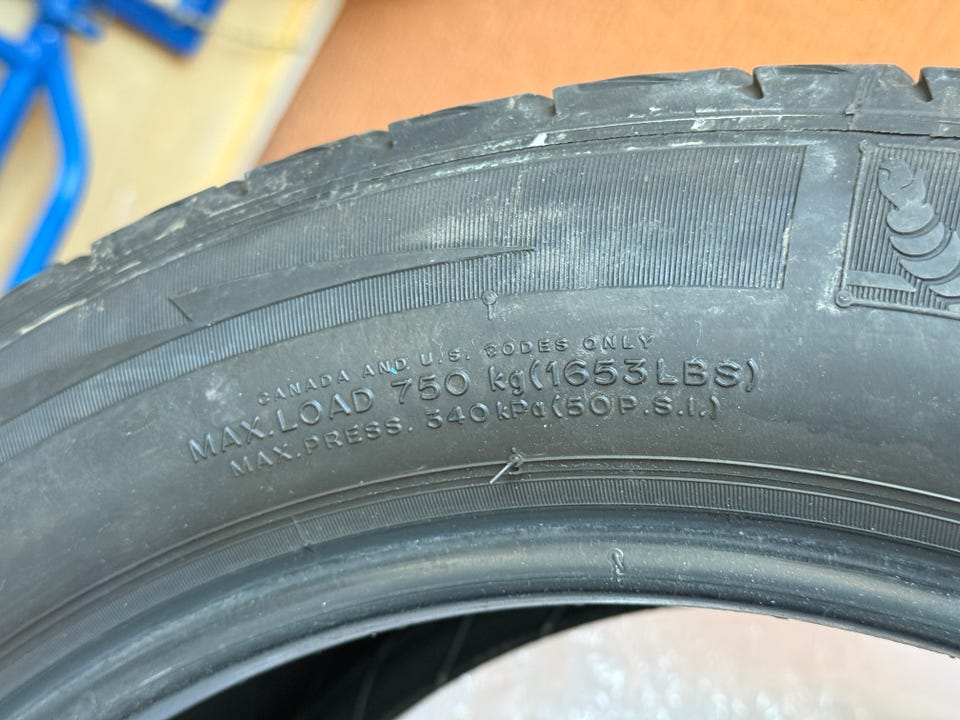 CANADA AND U.S. CODES ONLY
MAX.LOAD 750 kg(1653LBS)
MAX.PRESS. 340 kPa(50P.S.I.)